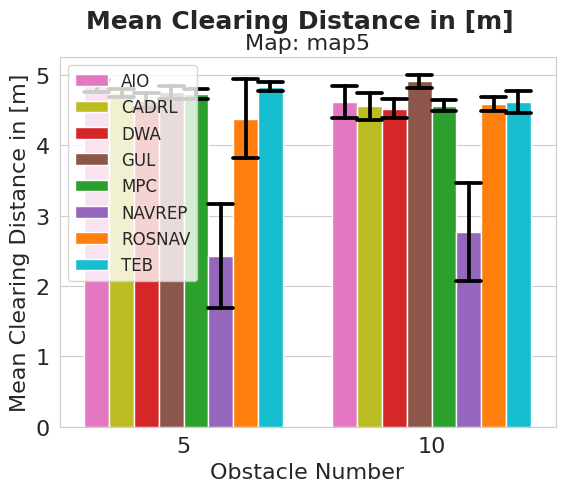 Mean Clearing Distance in [m]
Map: map5
Mean Clearing Distance in [m]
5
4
3
2
1
0
AIO
CADRL
DWA
GUL
MPC
NAVREP
ROSNAV
TEB
5
10
Obstacle Number